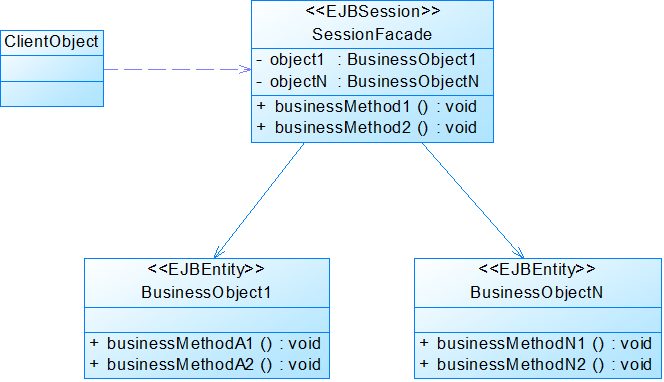 ClientObject
<<EJBSession>>
SessionFacade
- object1 : BusinessObject1
- objectN : BusinessObjectN
+ businessMethod1 () : void
+ businessMethod2 () : void
<<EJBEntity>>
BusinessObject1
+ businessMethodA1 () : void
+ businessMethodA2 () : void
<<EJBEntity>>
BusinessObjectN
+ businessMethodN1 () : void
+ businessMethodN2 () : void